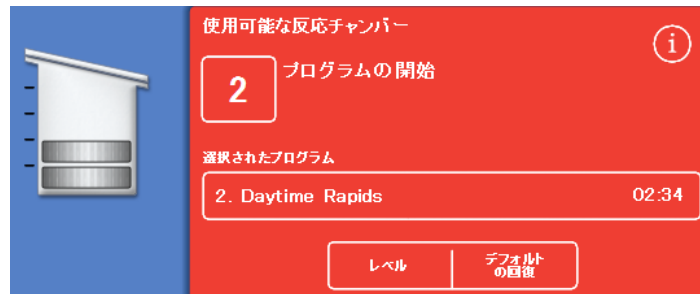 使用可能な反応チャンバー
i
2
プログラムの開始
選択されたプログラム
2. Daytime Rapids 02:34
レベル
デフォルト
の回復